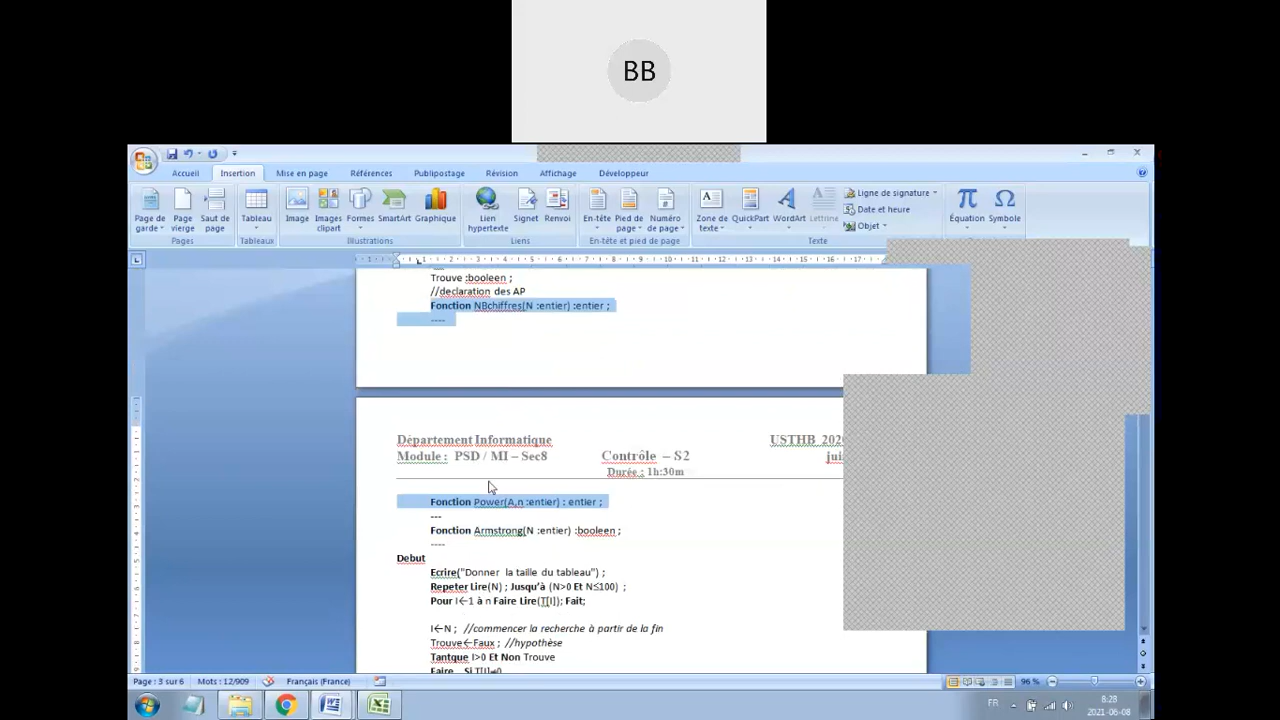 BB
Accueil Insertion Mise en page Références Publipostage Révision Affichage Développeur
Page de garde Page vierge Saut de page Tableau Image Images clipart Formes SmartArt Graphique Lien hypertexte Signet Renvoi En-tête Pied de page Numéro de page Zone de texte QuickPart WordArt Lettrine Ligne de signature Date et heure Objet Équation Symbole
Pages Tableaux Illustrations Liens En-tête et pied de page Texte
Trouve :booleen ;
//declaration des AP
Fonction NBchiffres(N :entier) :entier ;
----
Département Informatique USTHB
Module : PSD / MI – Sec8 Contrôle – S2
Durée : 1h:30m
Fonction Power(A,n :entier) : entier ;
---
Fonction Armstrong(N :entier) :booleen ;
----
Debut
Ecrire("Donner la taille du tableau") ;
Repeter Lire(N) ; Jusqu'à (N>0 Et N≤100) ;
Pour I←1 à n Faire Lire(T[I]); Fait;
I←N ; //commencer la recherche à partir de la fin
Trouve←Faux ; //hypothèse
Tantque I>0 Et Non Trouve
Faire Si T[I]≠0
Page : 3 sur 6 Mots : 12/909 Français (France) 96 %
FR 8:28
2021-06-08